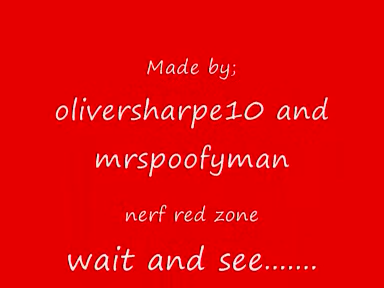 Made by;
oliversharpe10 and
mrspoofyman
nerf red zone
wait and see.......